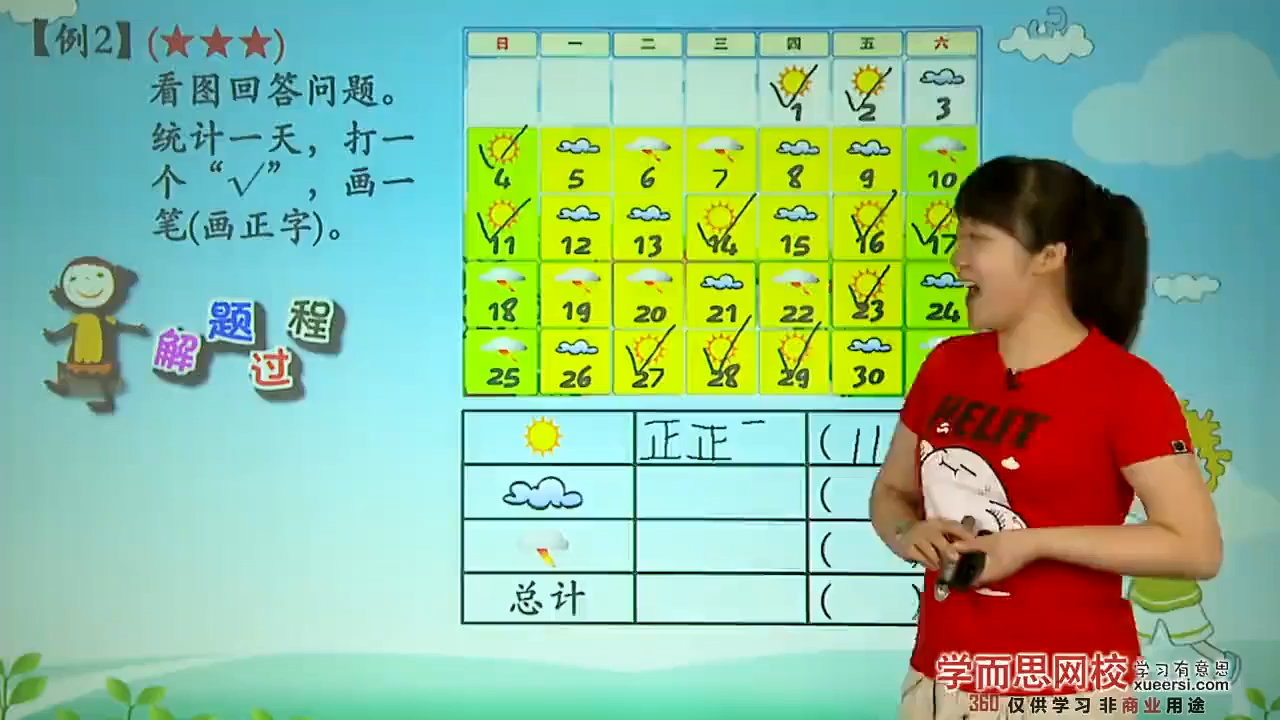 【例2】(★★★)
看图回答问题。
统计一天，打一
个“√”，画一
笔(画正字)。
解题过程
日 一 二 三 四 五 六
1 2 3
4 5 6 7 8 9 10
11 12 13 14 15 16 17
18 19 20 21 22 23 24
25 26 27 28 29 30
正正一 (11
(
(
总计 ( )
HELIT
学而思网校 学习有意思
xueersi.com
360 仅供学习 非商业用途